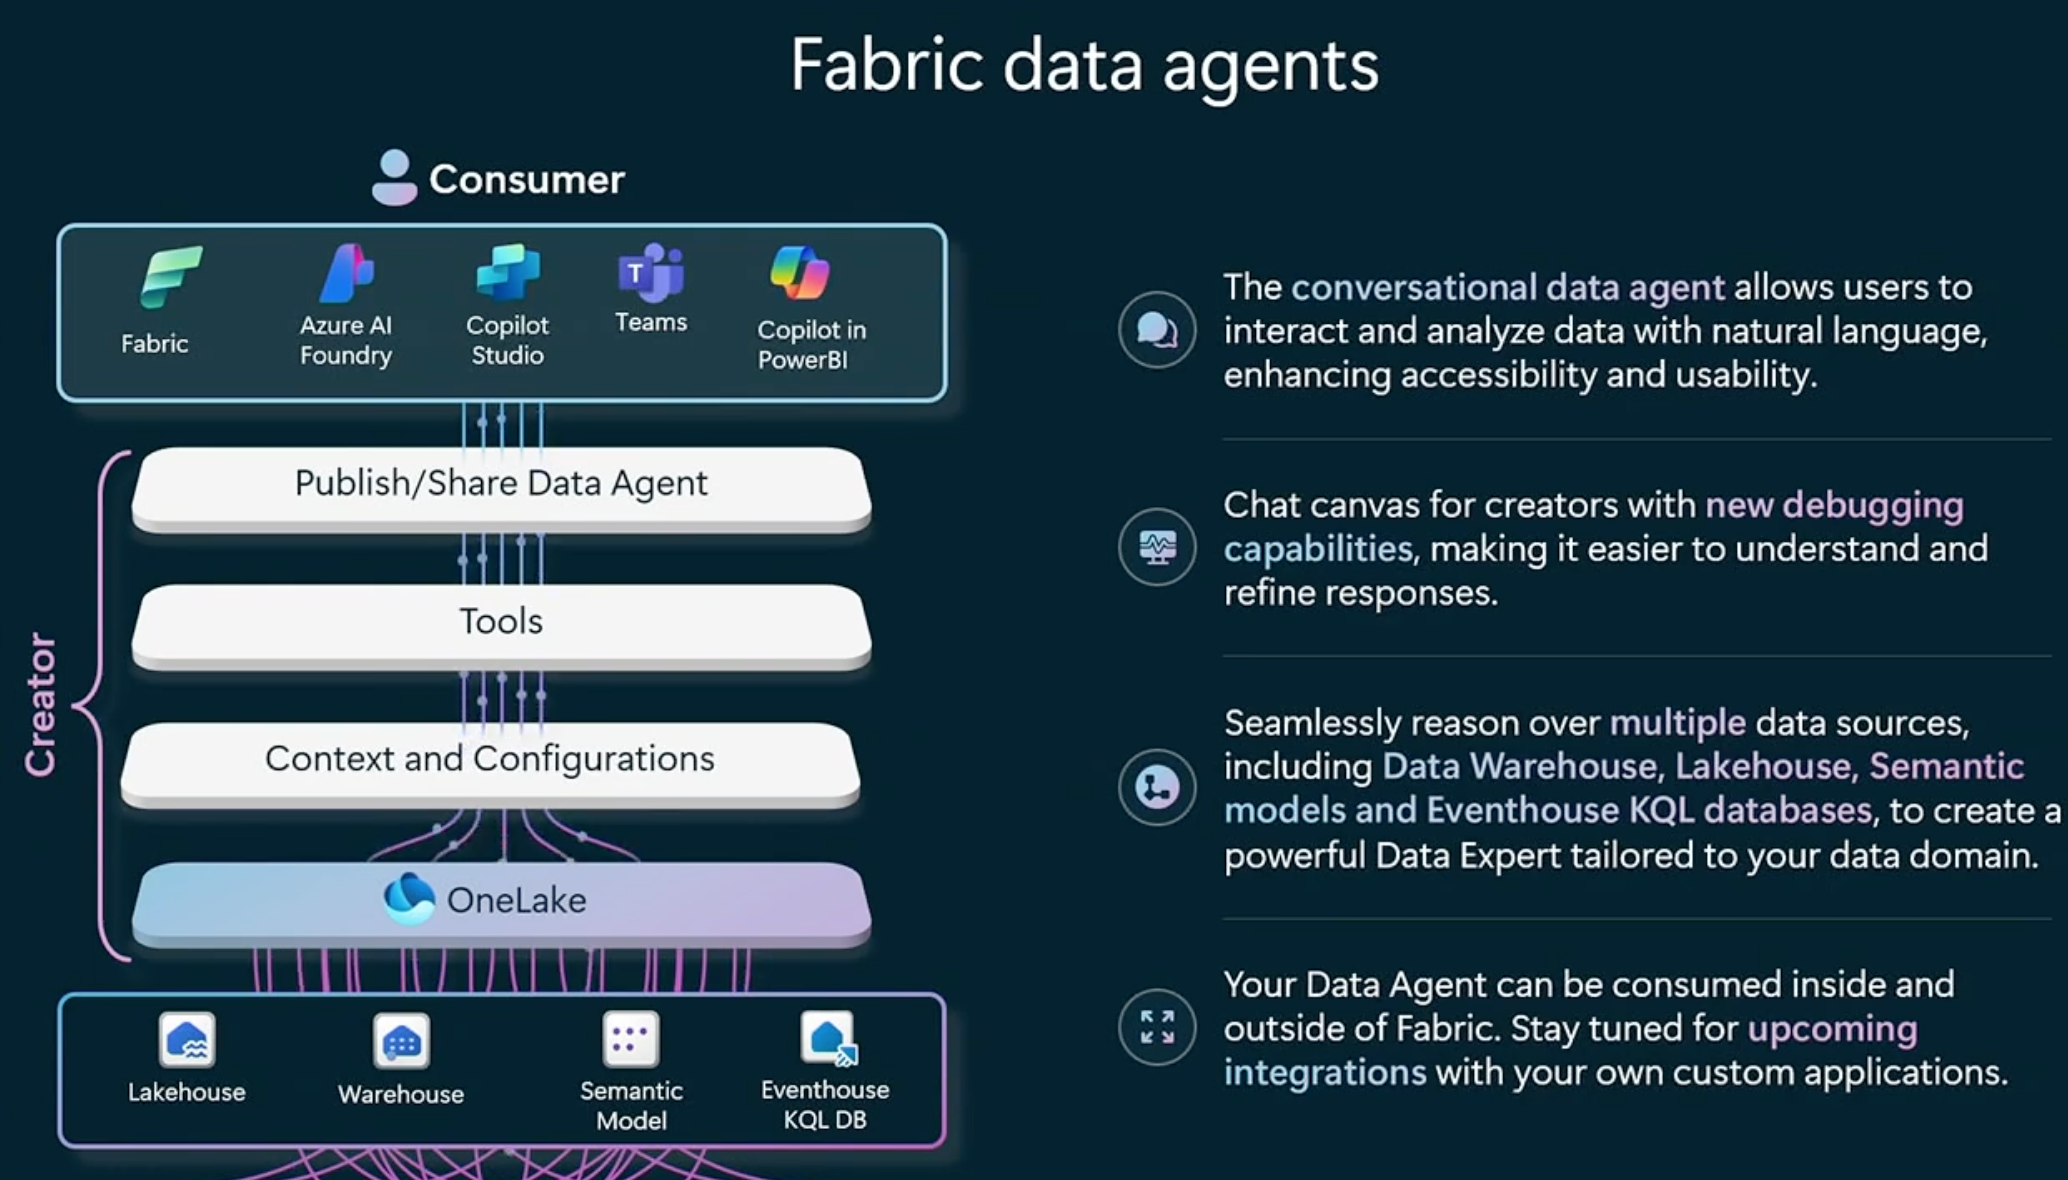 Fabric data agents
Consumer
Fabric
Azure AI
Foundry
Copilot
Studio
Teams
Copilot in
PowerBI
Creator
Publish/Share Data Agent
Tools
Context and Configurations
OneLake
Lakehouse
Warehouse
Semantic
Model
Eventhouse
KQL DB
The conversational data agent allows users to
interact and analyze data with natural language,
enhancing accessibility and usability.
Chat canvas for creators with new debugging
capabilities, making it easier to understand and
refine responses.
Seamlessly reason over multiple data sources,
including Data Warehouse, Lakehouse, Semantic
models and Eventhouse KQL databases, to create a
powerful Data Expert tailored to your data domain.
Your Data Agent can be consumed inside and
outside of Fabric. Stay tuned for upcoming
integrations with your own custom applications.